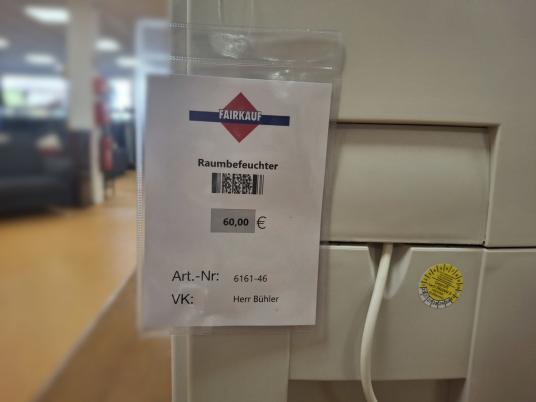 FAIRKAUF
Raumbefeuchter
60,00 €
Art.-Nr: 6161-46
VK: Herr Bühler